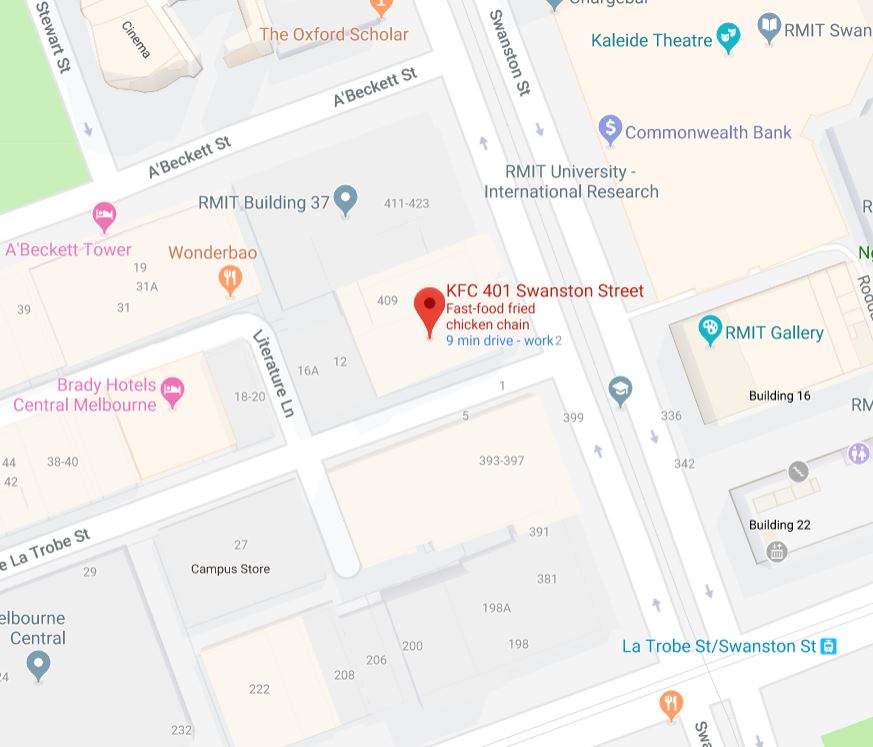 Chargebar
Stewart St
Cinema
The Oxford Scholar
Swanston St
Kaleide Theatre
RMIT Swan
A'Beckett St
A'Beckett St
Commonwealth Bank
RMIT University -
International Research
RMIT Building 37
411-423
A'Beckett Tower
Wonderbao
19
31A
31
39
409
KFC 401 Swanston Street
Fast-food fried
chicken chain
9 min drive - work
2
RMIT Gallery
Literature Ln
12
16A
Brady Hotels
Central Melbourne
18-20
1
5
399
Building 16
336
RM
44
42
38-40
393-397
342
e La Trobe St
27
Campus Store
29
391
381
Building 22
198A
198
200
206
208
222
232
24
elbourne
Central
La Trobe St/Swanston St
Swa